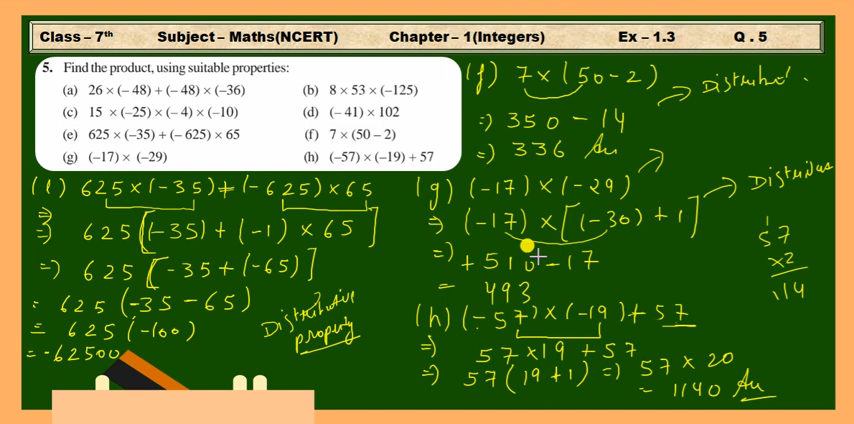 Class – 7th Subject – Maths(NCERT) Chapter – 1(Integers) Ex – 1.3 Q . 5
5. Find the product, using suitable properties:
(a) 26 × (– 48) + (– 48) × (–36) (b) 8 × 53 × (–125)
(c) 15 × (–25) × (– 4) × (–10) (d) (– 41) × 102
(e) 625 × (–35) + (– 625) × 65 (f) 7 × (50 – 2)
(g) (–17) × (–29) (h) (–57) × (–19) + 57
(f) 7 × (50 – 2)
⇒) 350 – 14
⇒) 336 An
625 × (–35) + (–625) × 65
⇒
⇒) 625 [(–35) + (–1) × 65]
⇒) 625 [–35 + (–65)]
= 625 (–35 – 65)
= 625 (–100)
= –62500
Distributive
property
(g) (–17) × (–29)
⇒ (–17) × [(–30) + 1]
⇒) + 510 – 17
= 493
57
×2
114
(h) (–57) × (–19) + 57
⇒) 57 × 19 + 57
⇒) 57 (19 + 1) ⇒) 57 × 20
= 1140 An